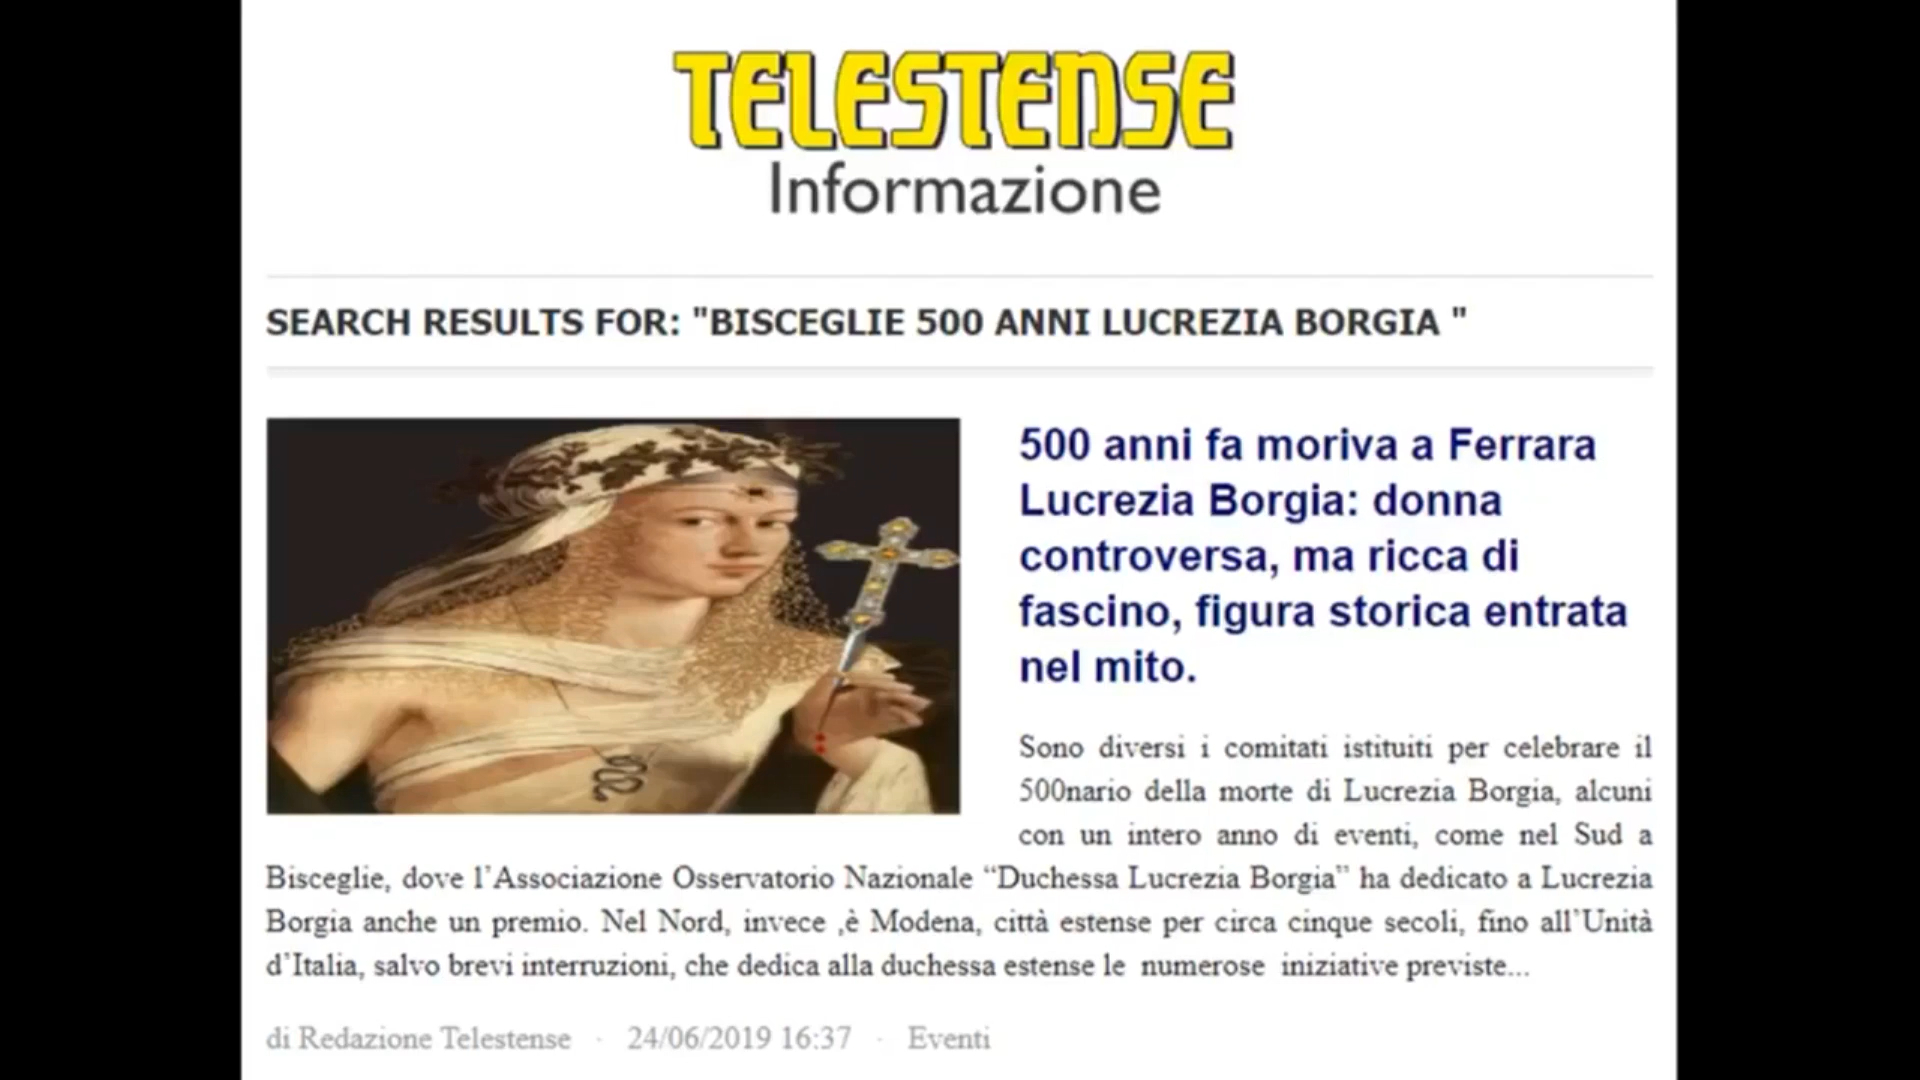 TELESTENSE
Informazione
SEARCH RESULTS FOR: "BISCEGLIE 500 ANNI LUCREZIA BORGIA "
500 anni fa moriva a Ferrara
Lucrezia Borgia: donna
controversa, ma ricca di
fascino, figura storica entrata
nel mito.
Sono diversi i comitati istituiti per celebrare il
500nario della morte di Lucrezia Borgia, alcuni
con un intero anno di eventi, come nel Sud a
Bisceglie, dove l’Associazione Osservatorio Nazionale “Duchessa Lucrezia Borgia” ha dedicato a Lucrezia
Borgia anche un premio. Nel Nord, invece ,è Modena, città estense per circa cinque secoli, fino all’Unità
d’Italia, salvo brevi interruzioni, che dedica alla duchessa estense le numerose iniziative previste...
di Redazione Telestense · 24/06/2019 16:37 · Eventi